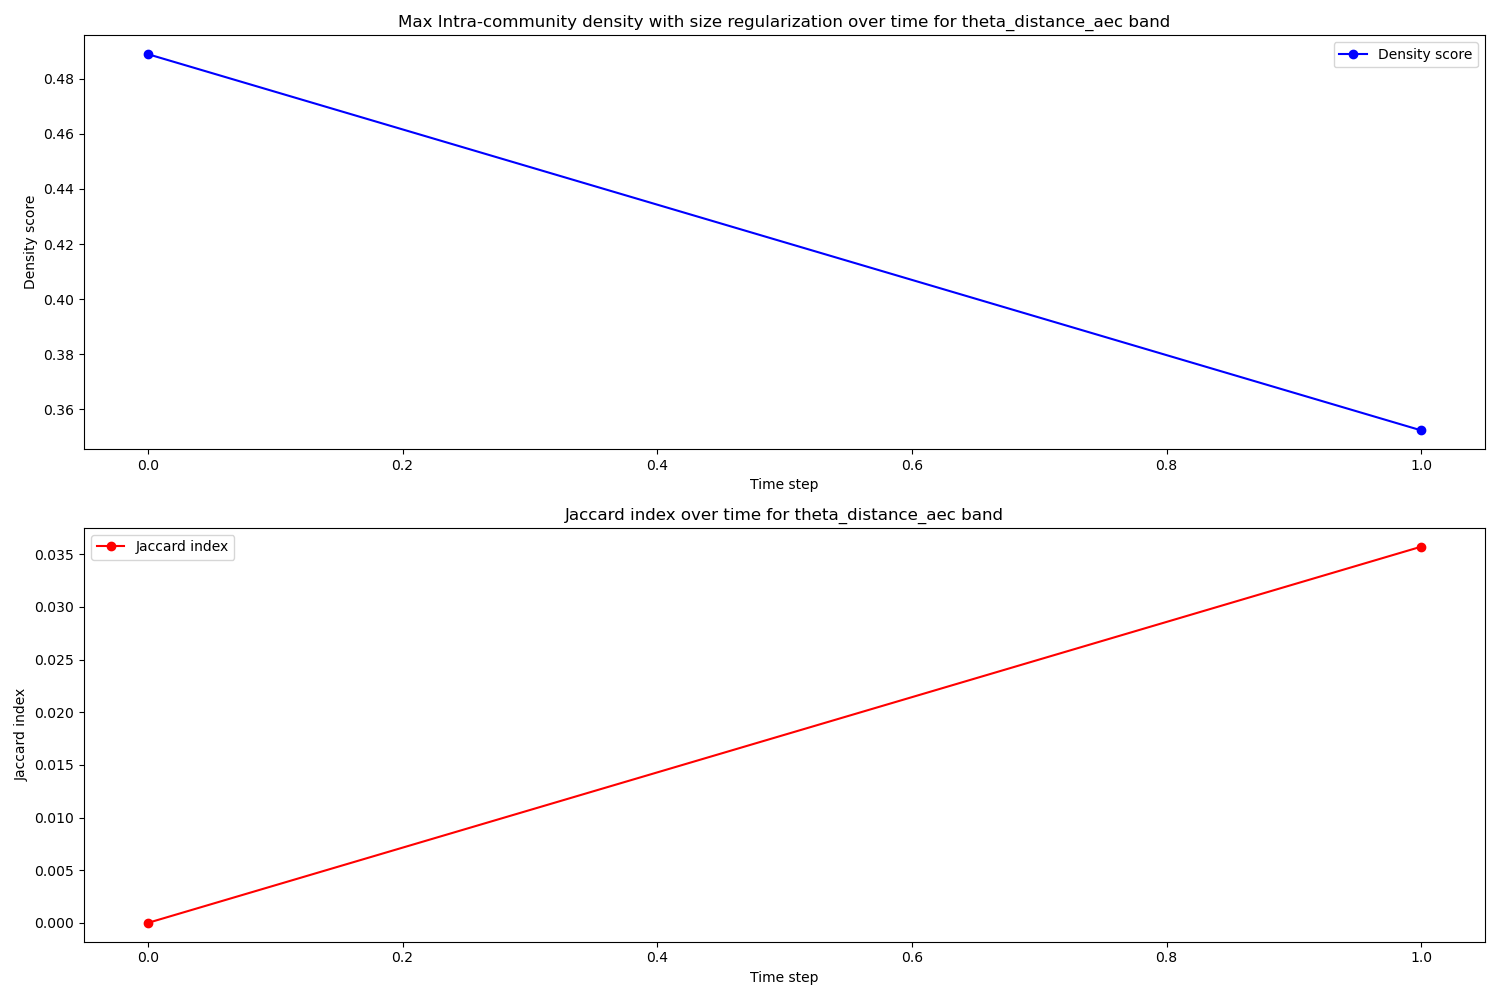 Max Intra-community density with size regularization over time for theta_distance_aec band
Density score
0.48
0.46
0.44
0.42
0.40
0.38
0.36
Density score
0.0 0.2 0.4 0.6 0.8 1.0
Time step
Jaccard index over time for theta_distance_aec band
Jaccard index
0.035
0.030
0.025
0.020
0.015
0.010
0.005
0.000
Jaccard index
0.0 0.2 0.4 0.6 0.8 1.0
Time step